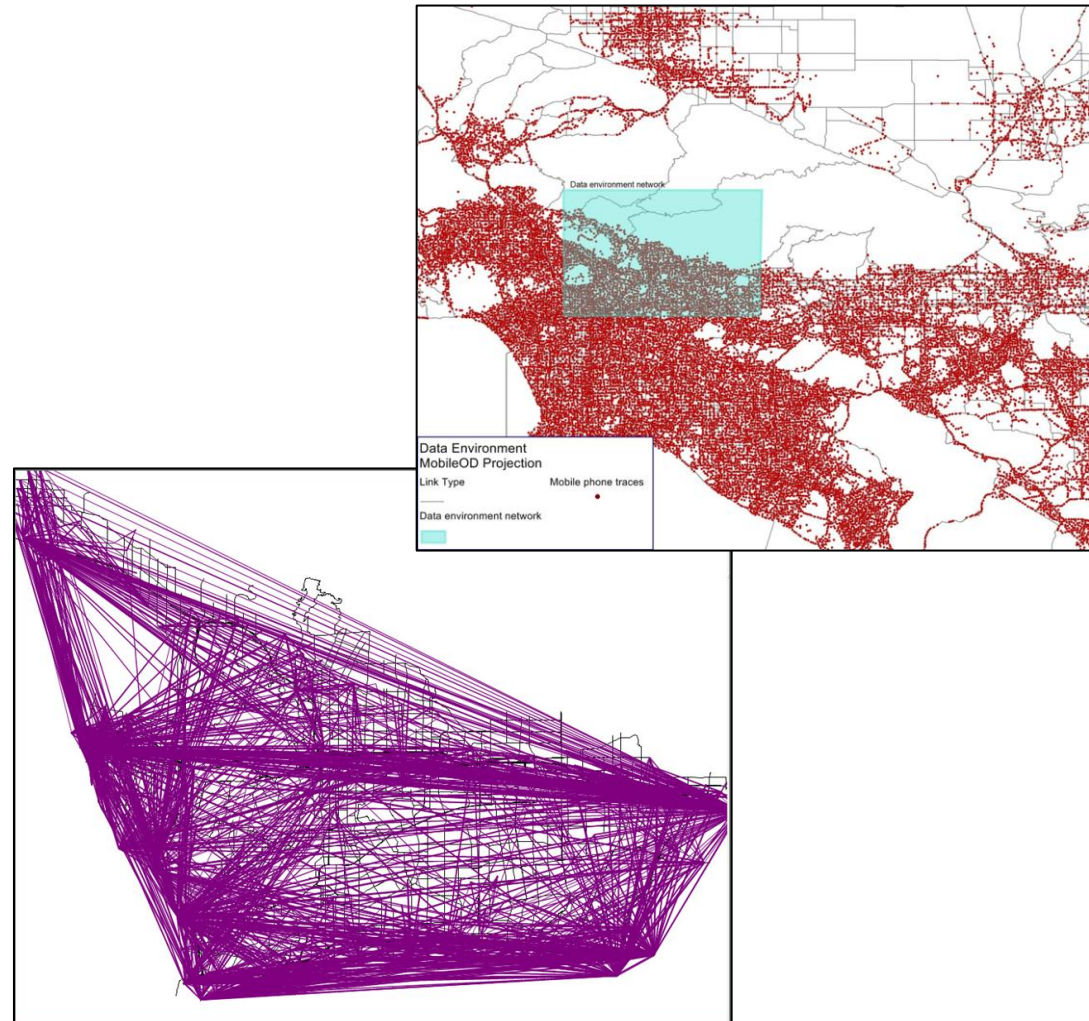 Data environment network
Data Environment
MobileOD Projection
Link Type Mobile phone traces
Data environment network